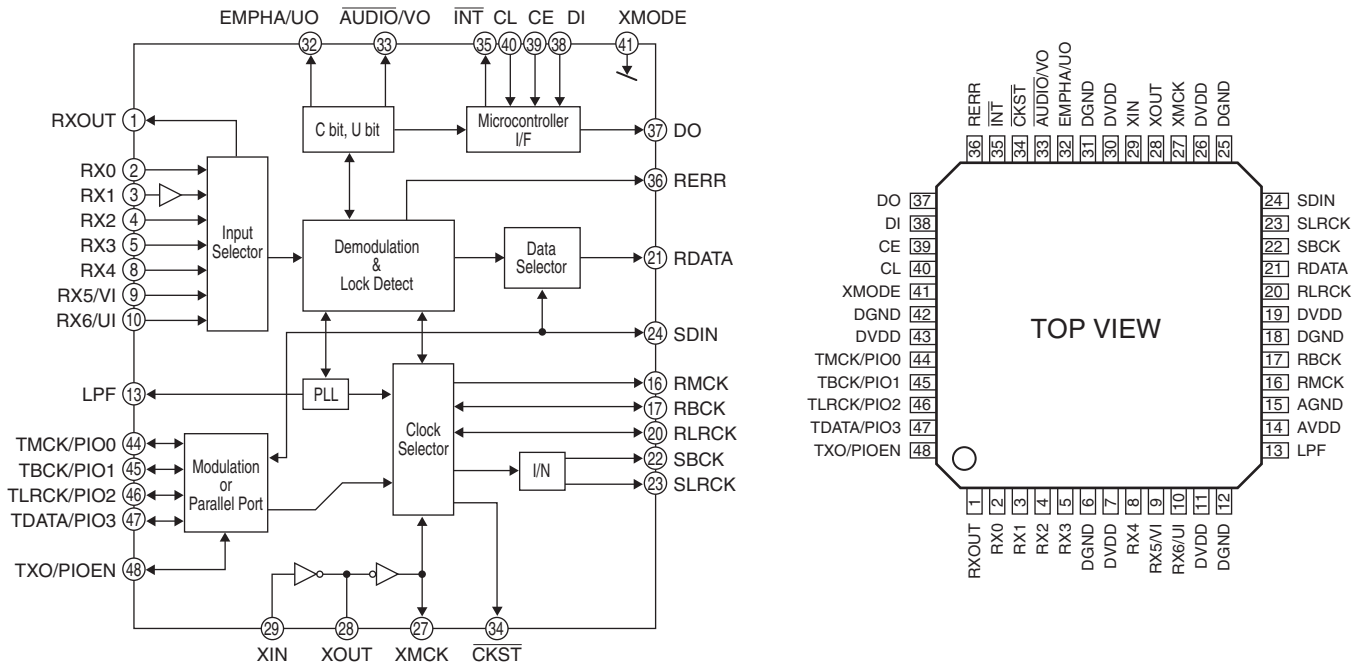 EMPHA/UO AUDIO/VO INT CL CE DI XMODE
32 33 35 40 39 38 41
RXOUT 1
C bit, U bit
Microcontroller
I/F
37 DO
RX0 2
RX1 3
RX2 4
RX3 5
RX4 8
RX5/VI 9
RX6/UI 10
Input
Selector
36 RERR
Demodulation
&
Lock Detect
Data
Selector
21 RDATA
24 SDIN
LPF 13
PLL
Clock
Selector
16 RMCK
17 RBCK
20 RLRCK
22 SBCK
23 SLRCK
I/N
TMCK/PIO0 44
TBCK/PIO1 45
TLRCK/PIO2 46
TDATA/PIO3 47
Modulation
or
Parallel Port
TXO/PIOEN 48
29 28 27 34
XIN XOUT XMCK CKST
RERR INT CKST AUDIO/VO EMPHA/UO DGND DVDD XIN XOUT XMCK DVDD DGND
36 35 34 33 32 31 30 29 28 27 26 25
DO 37
DI 38
CE 39
CL 40
XMODE 41
DGND 42
DVDD 43
TMCK/PIO0 44
TBCK/PIO1 45
TLRCK/PIO2 46
TDATA/PIO3 47
TXO/PIOEN 48
TOP VIEW
24 SDIN
23 SLRCK
22 SBCK
21 RDATA
20 RLRCK
19 DVDD
18 DGND
17 RBCK
16 RMCK
15 AGND
14 AVDD
13 LPF
1 2 3 4 5 6 7 8 9 10 11 12
RXOUT RX0 RX1 RX2 RX3 DGND DVDD RX4 RX5/VI RX6/UI DVDD DGND